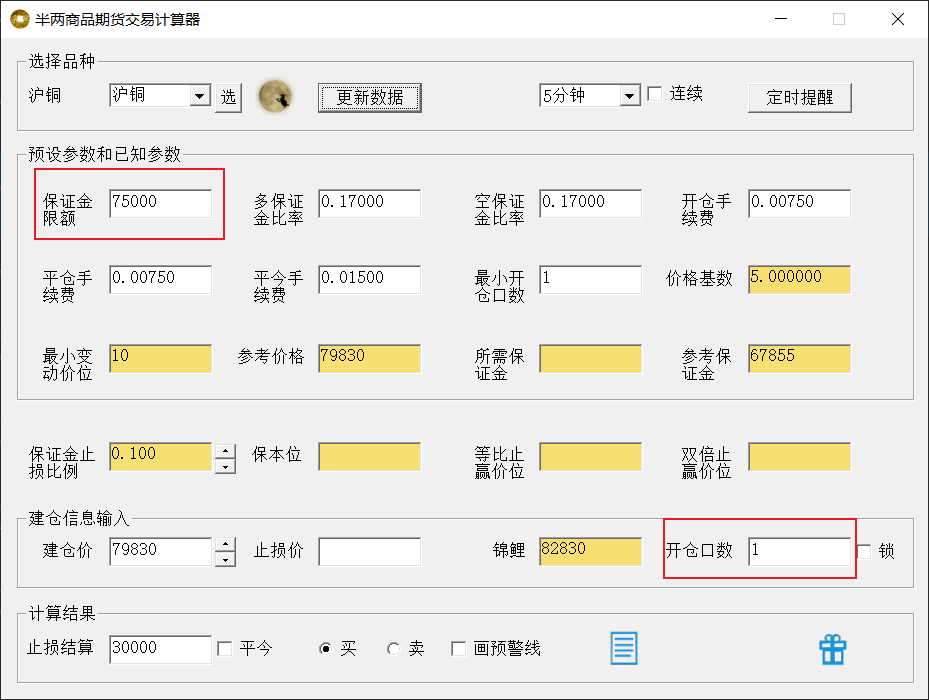 半两商品期货交易计算器
选择品种
沪铜 沪铜 选 更新数据 5分钟 连续 定时提醒
预设参数和已知参数
保证金限额 75000 多保证金比率 0.17000 空保证金比率 0.17000 开仓手续费 0.00750
平仓手续费 0.00750 平今手续费 0.01500 最小开仓口数 1 价格基数 5.000000
最小变动价位 10 参考价格 79830 所需保证金 参考保证金 67855
保证金止损比例 0.100 保本位 等比止赢价位 双倍止赢价位
建仓信息输入
建仓价 79830 止损价 锦鲤 82830 开仓口数 1 锁
计算结果
止损结算 30000 平今 买 卖 画预警线